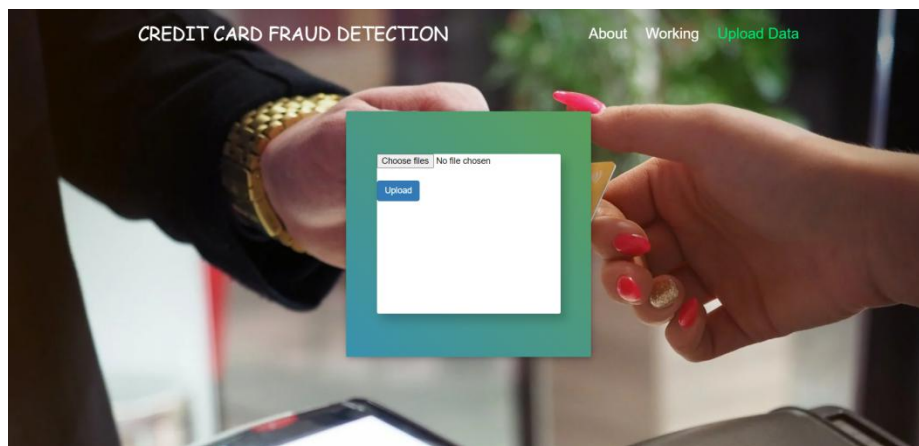 CREDIT CARD FRAUD DETECTION
About Working Upload Data
Choose files No file chosen
Upload